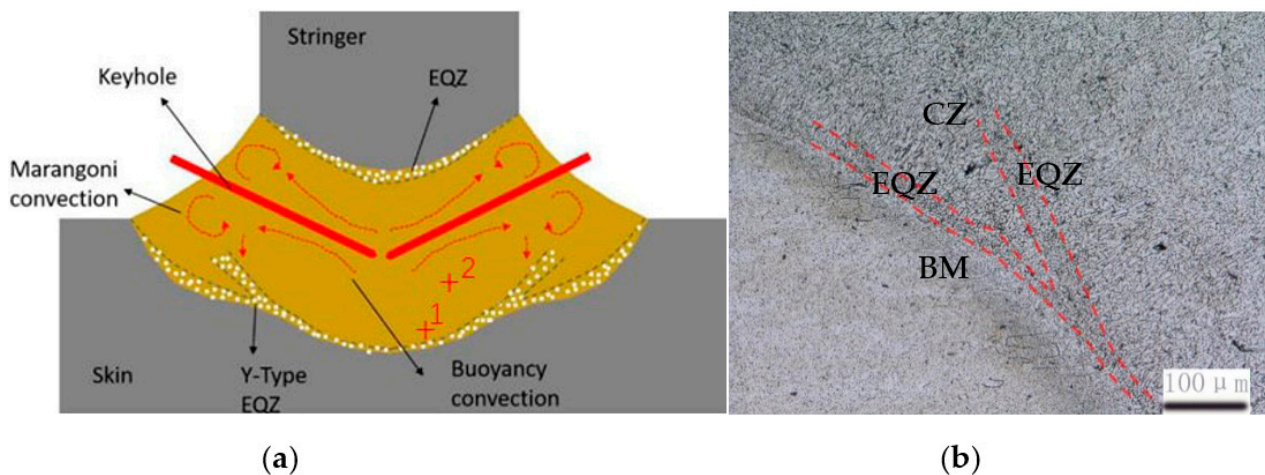 Stringer
Keyhole
EQZ
Marangoni
convection
2
1
Skin
Y-Type
EQZ
Buoyancy
convection
CZ
EQZ
EQZ
BM
100 μm
(a)
(b)